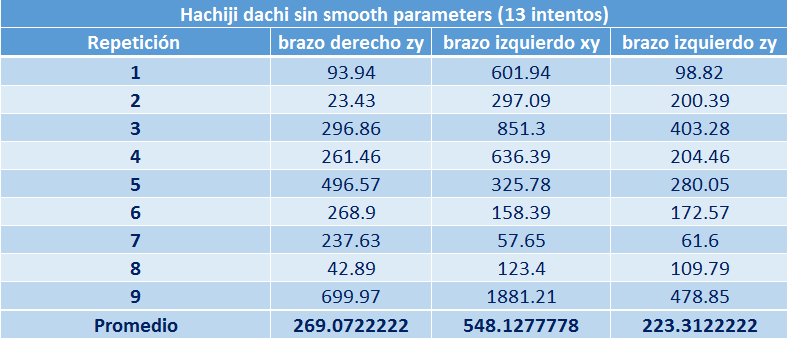 Hachiji dachi sin smooth parameters (13 intentos)
Repetición brazo derecho zy brazo izquierdo xy brazo izquierdo zy
1 93.94 601.94 98.82
2 23.43 297.09 200.39
3 296.86 851.3 403.28
4 261.46 636.39 204.46
5 496.57 325.78 280.05
6 268.9 158.39 172.57
7 237.63 57.65 61.6
8 42.89 123.4 109.79
9 699.97 1881.21 478.85
Promedio 269.0722222 548.1277778 223.3122222